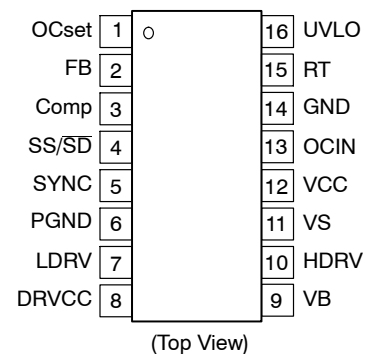 OCset 1 16 UVLO
FB 2 15 RT
Comp 3 14 GND
SS/S̅D̅ 4 13 OCIN
SYNC 5 12 VCC
PGND 6 11 VS
LDRV 7 10 HDRV
DRVCC 8 9 VB
(Top View)